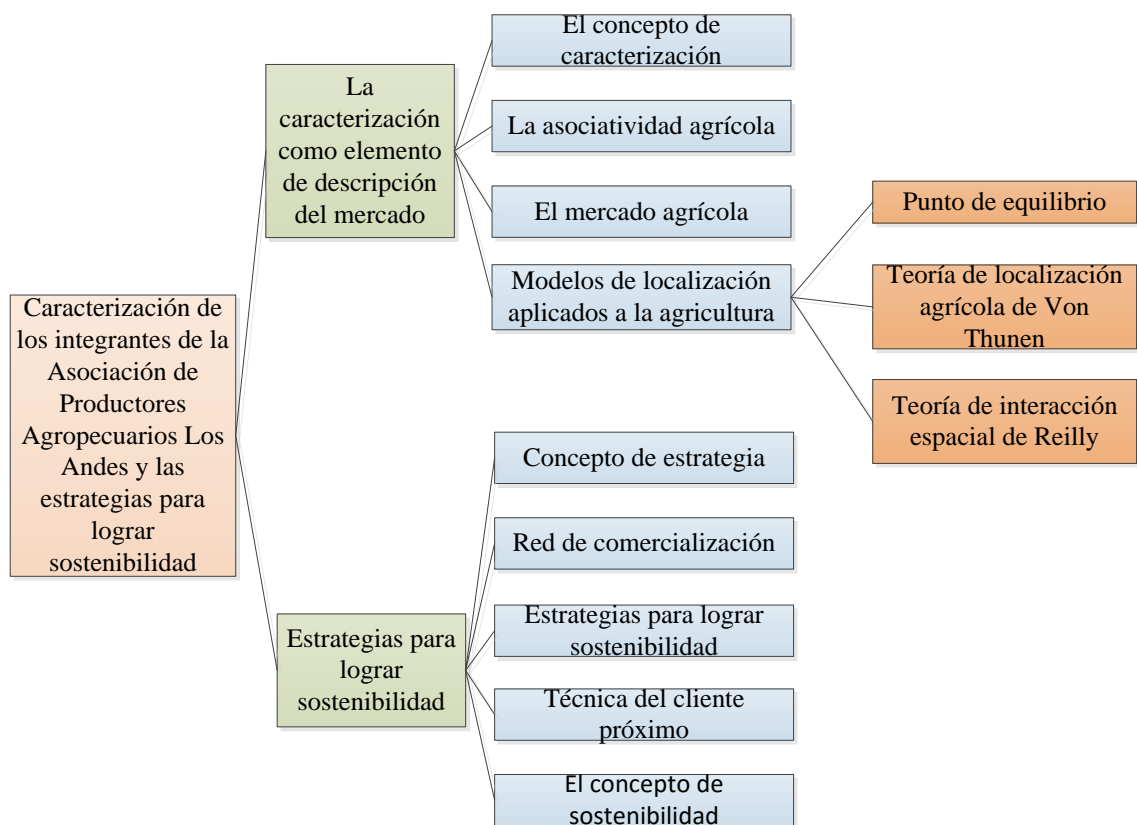 Caracterización de
los integrantes de la
Asociación de
Productores
Agropecuarios Los
Andes y las
estrategias para
lograr
sostenibilidad
La
caracterización
como elemento
de descripción
del mercado
El concepto de
caracterización
La asociatividad agrícola
El mercado agrícola
Modelos de localización
aplicados a la agricultura
Punto de equilibrio
Teoría de localización
agrícola de Von
Thunen
Teoría de interacción
espacial de Reilly
Estrategias para
lograr
sostenibilidad
Concepto de estrategia
Red de comercialización
Estrategias para lograr
sostenibilidad
Técnica del cliente
próximo
El concepto de
sostenibilidad